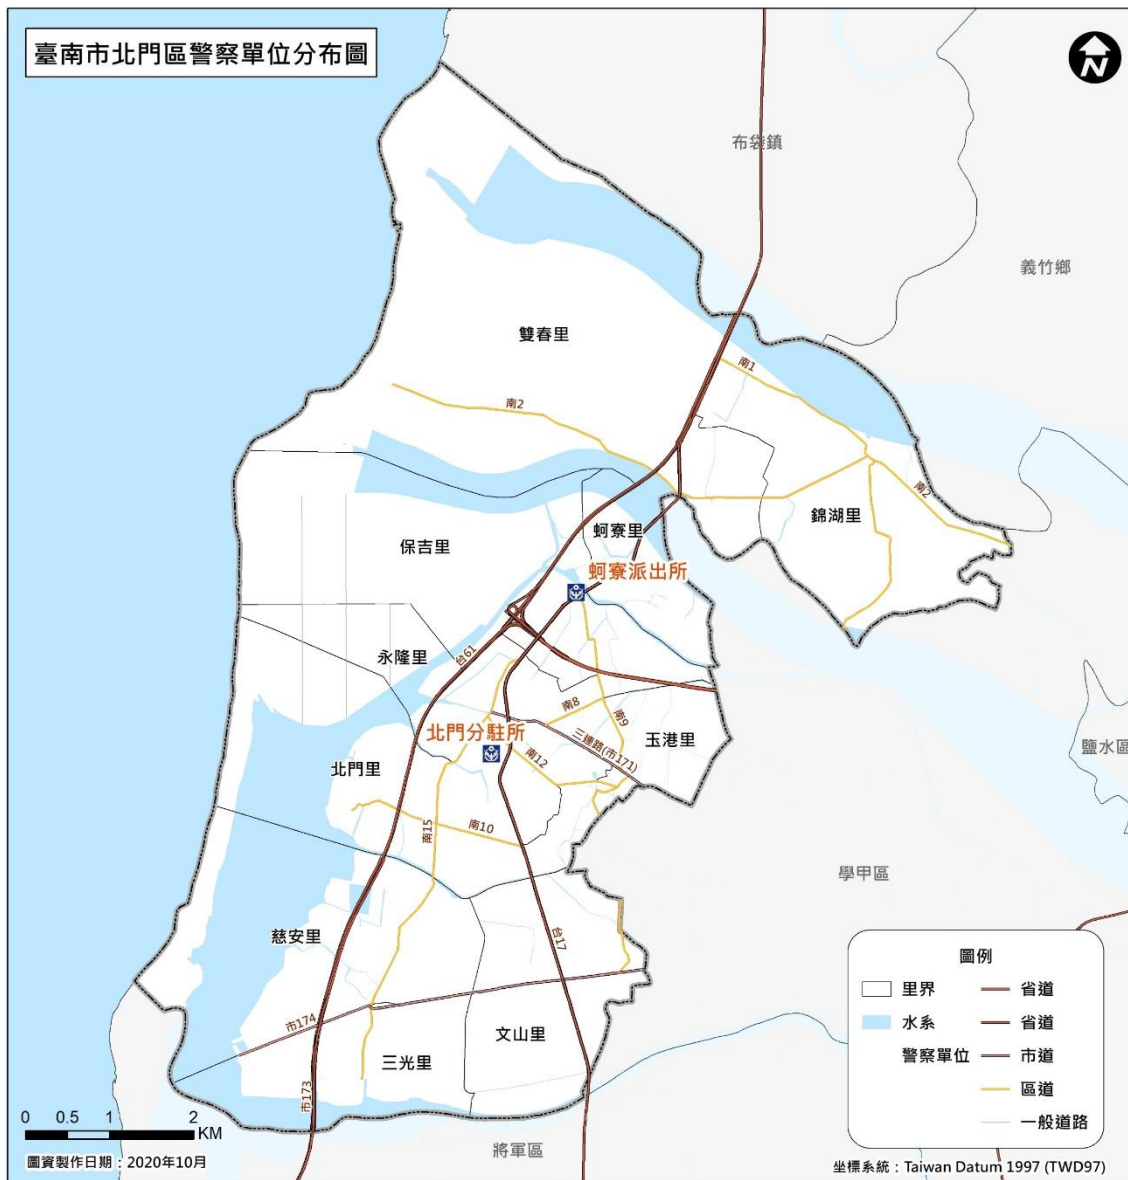 臺南市北門區警察單位分布圖
N
布袋鎮
義竹鄉
雙春里
南1
南2
南2
錦湖里
蚵寮里
保吉里
蚵寮派出所
永隆里
台61
南8
南9
北門分駐所
玉港里
三連路(市171)
鹽水區
北門里
南12
南15
南10
學甲區
慈安里
台17
市174
文山里
三光里
市173
將軍區
圖例
里界
省道
水系
省道
警察單位
市道
區道
一般道路
0 0.5 1 2
KM
圖資製作日期：2020年10月
坐標系統：Taiwan Datum 1997 (TWD97)